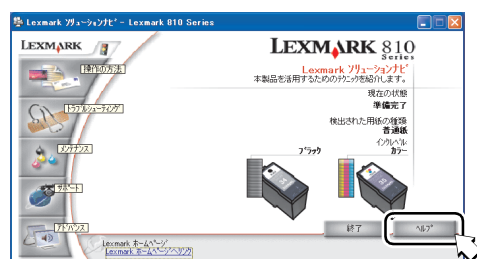 Lexmark ｿﾘｭｰｼｮﾝﾅﾋﾞ - Lexmark 810 Series
LEXMARK
LEXMARK 810
Series
操作の方法
Lexmark ｿﾘｭｰｼｮﾝﾅﾋﾞ
本製品を活用するためのﾃｸﾆｯｸを紹介します。
現在の状態
準備完了
ﾄﾗﾌﾞﾙｼｭｰﾃｨﾝｸﾞ
検出された用紙の種類
普通紙
ｲﾝｸﾚﾍﾞﾙ
ﾒﾝﾃﾅﾝｽ
ﾌﾞﾗｯｸ
ｶﾗｰ
ｻﾎﾟｰﾄ
ｱﾄﾞﾊﾞﾝｽ
終了
ﾍﾙﾌﾟ
Lexmark ﾎｰﾑﾍﾟｰｼﾞ
Lexmark ﾎｰﾑﾍﾟｰｼﾞへﾘﾝｸ